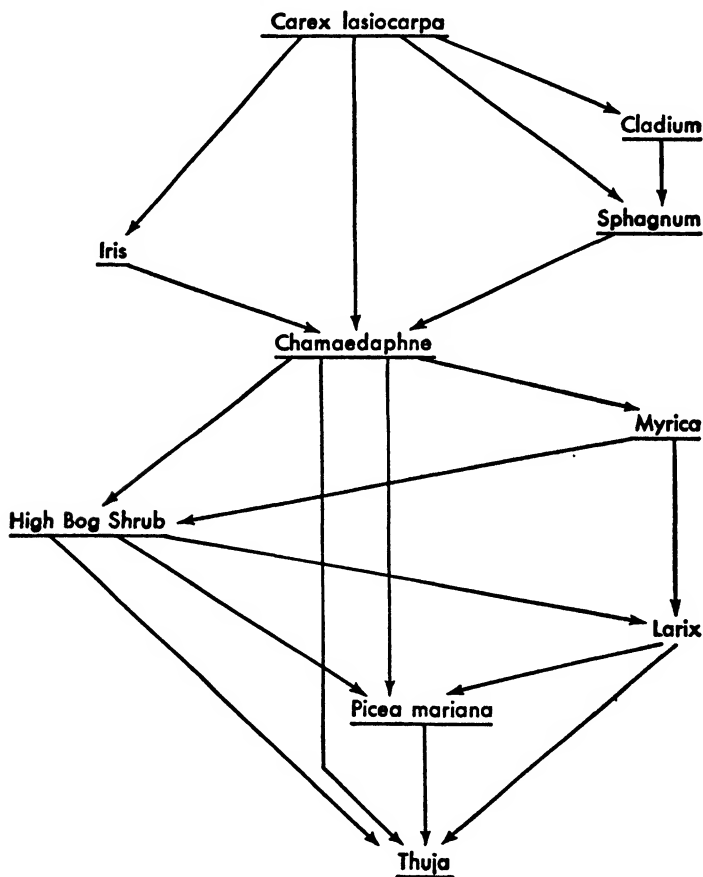 Carex lasiocarpa
Cladium
Sphagnum
Iris
Chamaedaphne
Myrica
High Bog Shrub
Larix
Picea mariana
Thuja